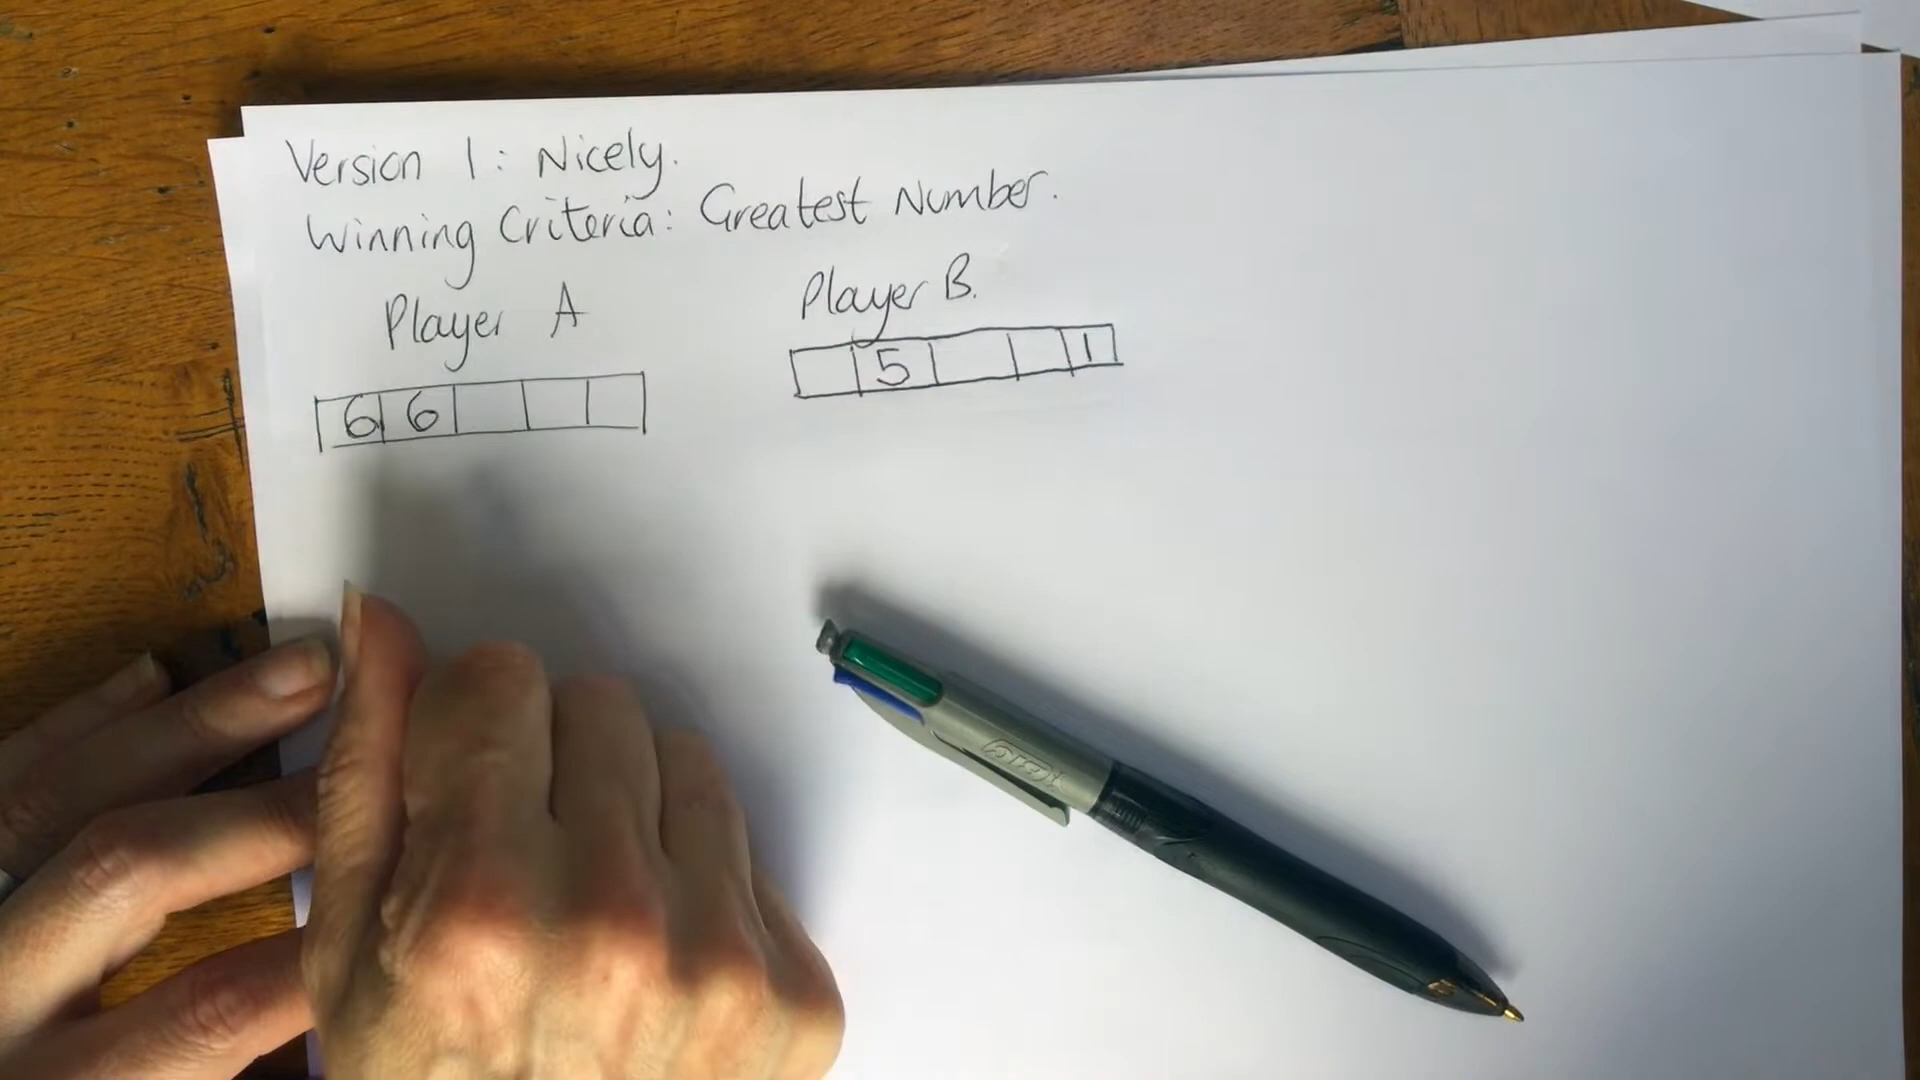 Version 1: Nicely.
Winning Criteria: Greatest Number.
Player A
Player B.
6 6
5 1
BIC